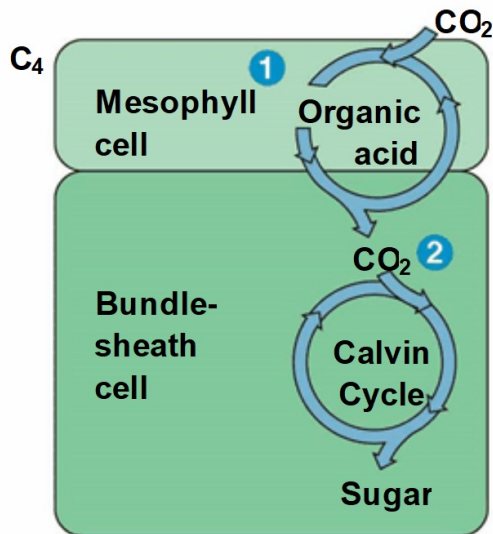 CO₂
C₄
1
Mesophyll
cell
Organic
acid
CO₂ 2
Bundle-
sheath
cell
Calvin
Cycle
Sugar